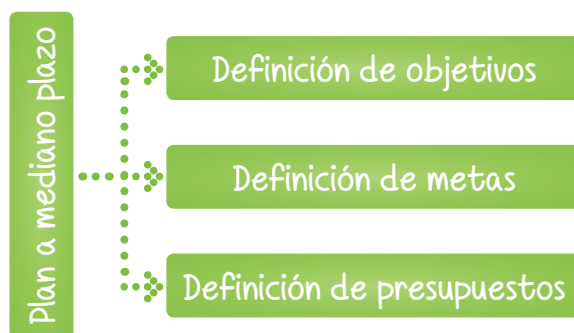 Plan a mediano plazo
Definición de objetivos
Definición de metas
Definición de presupuestos